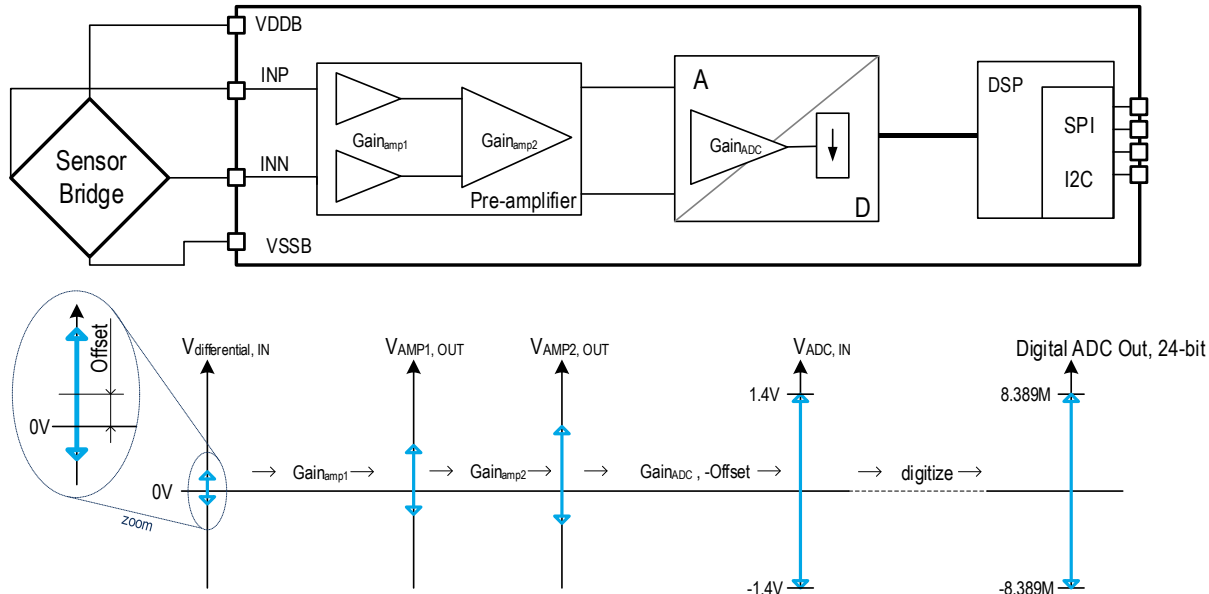 VDDB
INP
INN
VSSB
Sensor
Bridge
Gainamp1
Gainamp2
Pre-amplifier
A
GainADC
D
DSP
SPI
I2C
Offset
0V
zoom
Vdifferential, IN
VAMP1, OUT
VAMP2, OUT
VADC, IN
Digital ADC Out, 24-bit
1.4V
8.389M
0V
→ Gainamp1 → → Gainamp2 → → GainADC , -Offset → → digitize →
-1.4V
-8.389M